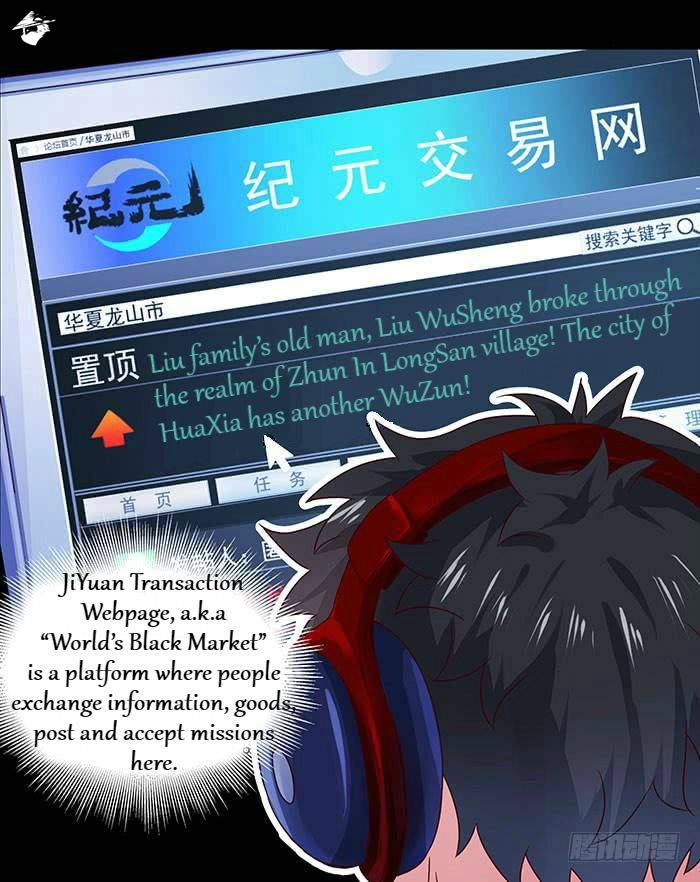 论坛首页/华夏龙山市
紀元
纪元交易网
搜索关键字
华夏龙山市
置顶
Liu family's old man, Liu WuSheng broke through
the realm of Zhun In LongSan village! The city of
HuaXia has another WuZun!
理
首页
任务
JiYuan Transaction
Webpage, a.k.a
“World's Black Market”
is a platform where people
exchange information, goods,
post and accept missions
here.
腾讯动漫